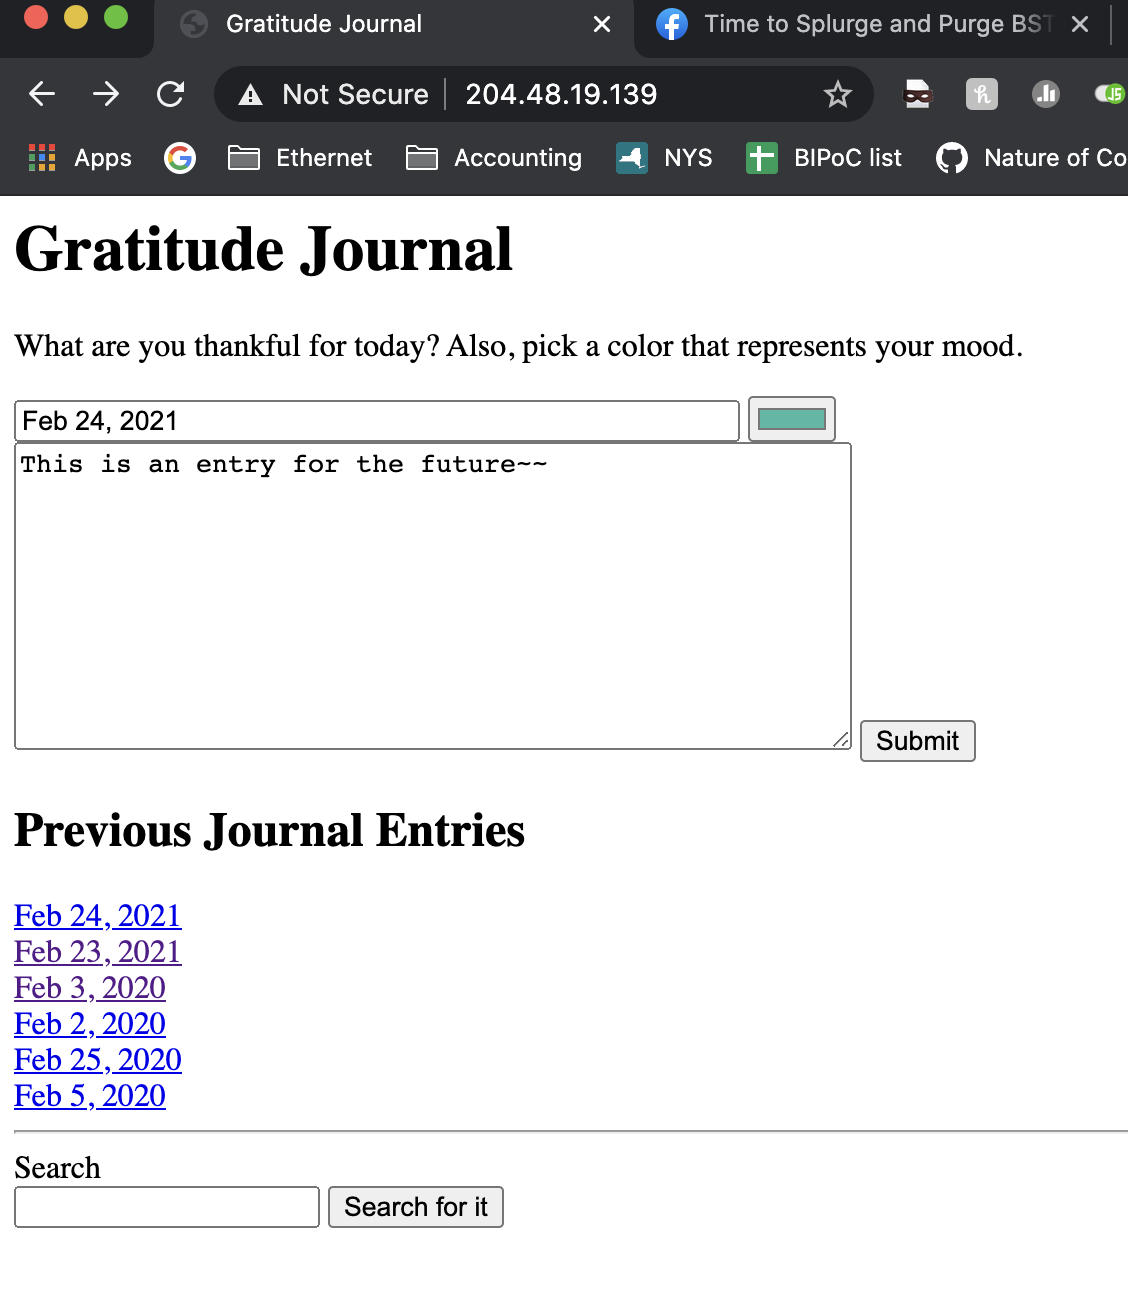 Gratitude Journal
Time to Splurge and Purge BST
Not Secure 204.48.19.139
Apps Ethernet Accounting NYS BIPoC list Nature of Co
Gratitude Journal
What are you thankful for today? Also, pick a color that represents your mood.
Feb 24, 2021
This is an entry for the future~~
Submit
Previous Journal Entries
Feb 24, 2021
Feb 23, 2021
Feb 3, 2020
Feb 2, 2020
Feb 25, 2020
Feb 5, 2020
Search
Search for it